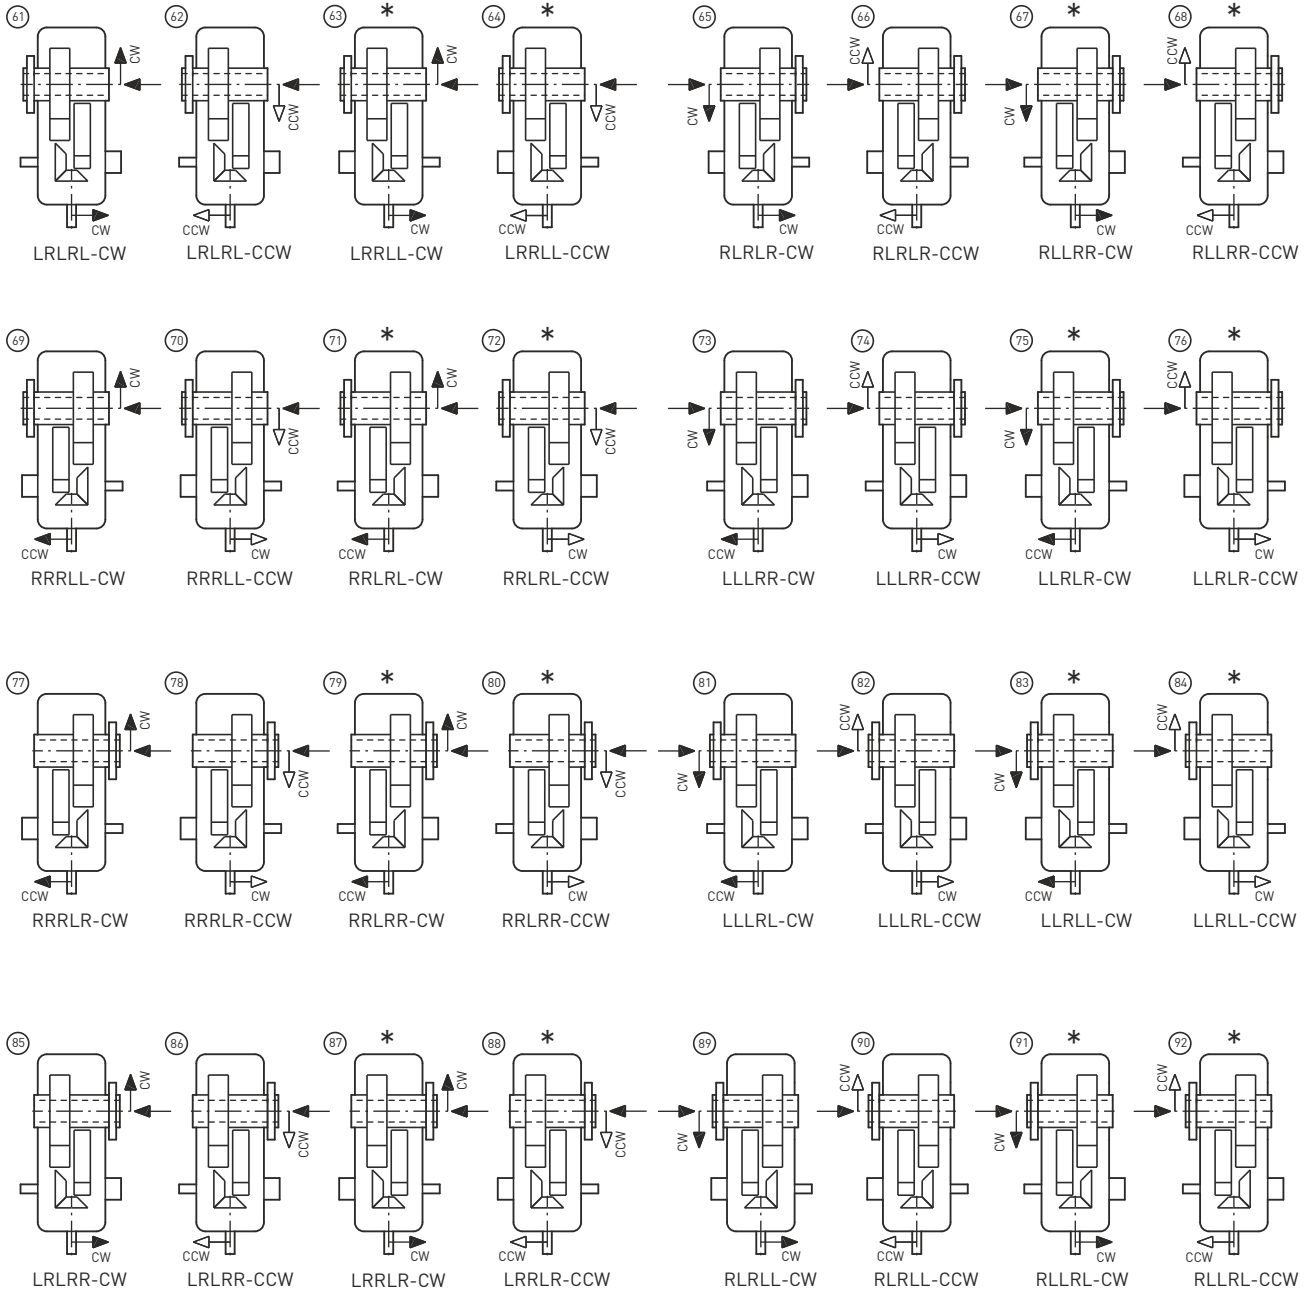 61 62 63 * 64 * 65 66 67 * 68 *
CW CCW CW CCW CW CCW CW CCW
CW CCW CW CCW CW CCW CW CCW
LRLRL-CW LRLRL-CCW LRRLL-CW LRRLL-CCW RLRLR-CW RLRLR-CCW RLLRR-CW RLLRR-CCW
69 70 71 * 72 * 73 74 75 * 76 *
CW CCW CW CCW CW CCW CW CCW
CCW CW CCW CW CCW CW CCW CW
RRRLL-CW RRRLL-CCW RRLRL-CW RRLRL-CCW LLLRR-CW LLLRR-CCW LLRLR-CW LLRLR-CCW
77 78 79 * 80 * 81 82 83 * 84 *
CW CCW CW CCW CW CCW CW CCW
CCW CW CCW CW CCW CW CCW CW
RRRLR-CW RRRLR-CCW RRLRR-CW RRLRR-CCW LLLRL-CW LLLRL-CCW LLRLL-CW LLRLL-CCW
85 86 87 * 88 * 89 90 91 * 92 *
CW CCW CW CCW CW CCW CW CCW
CW CCW CW CCW CW CCW CW CCW
LRLRR-CW LRLRR-CCW LRRLR-CW LRRLR-CCW RLRLL-CW RLRLL-CCW RLLRL-CW RLLRL-CCW